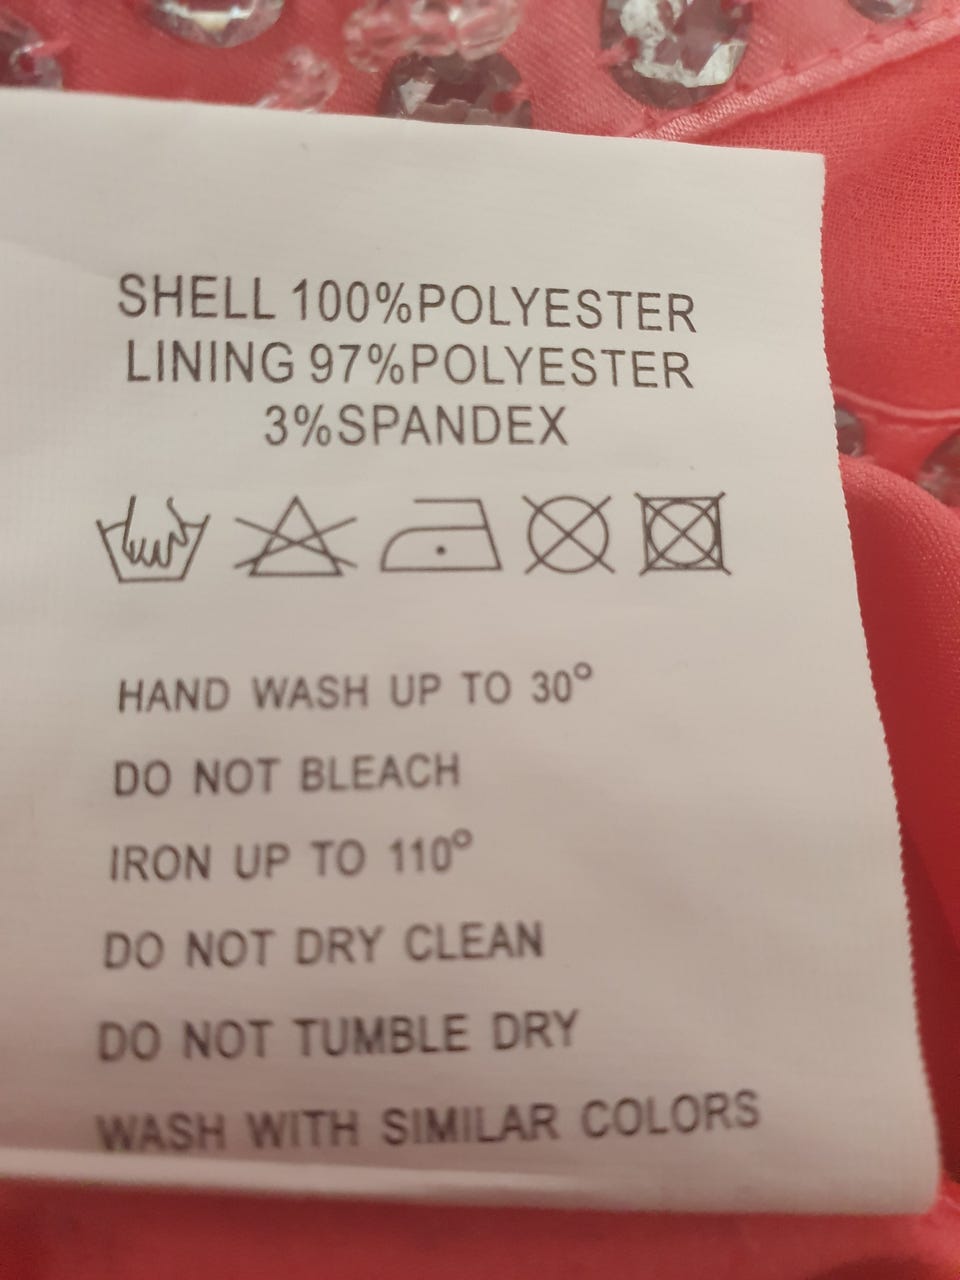 SHELL 100%POLYESTER
LINING 97%POLYESTER
3%SPANDEX
HAND WASH UP TO 30°
DO NOT BLEACH
IRON UP TO 110°
DO NOT DRY CLEAN
DO NOT TUMBLE DRY
WASH WITH SIMILAR COLORS